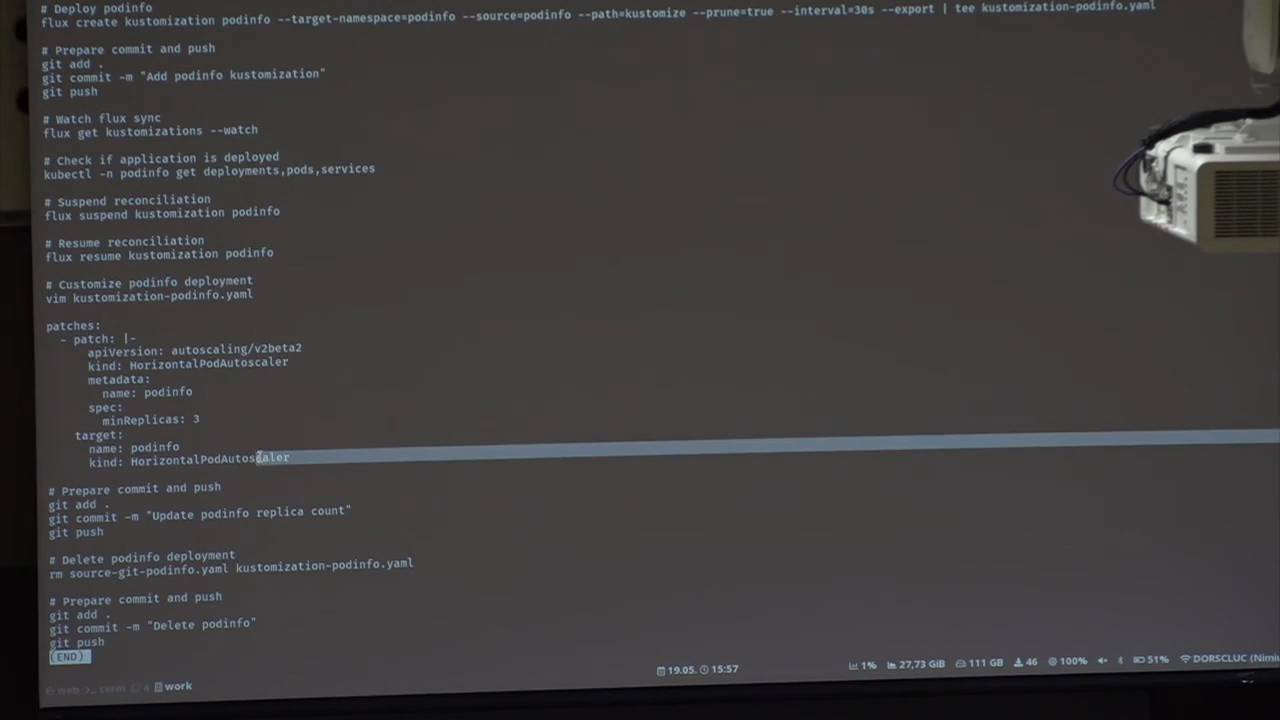 # Deploy podinfo
flux create kustomization podinfo --target-namespace=podinfo --source=podinfo --path=kustomize --prune=true --interval=30s --export | tee kustomization-podinfo.yaml
# Prepare commit and push
git add .
git commit -m "Add podinfo kustomization"
git push
# Watch flux sync
flux get kustomizations --watch
# Check if application is deployed
kubectl -n podinfo get deployments,pods,services
# Suspend reconciliation
flux suspend kustomization podinfo
# Resume reconciliation
flux resume kustomization podinfo
# Customize podinfo deployment
vim kustomization-podinfo.yaml
patches:
- patch: |-
apiVersion: autoscaling/v2beta2
kind: HorizontalPodAutoscaler
metadata:
name: podinfo
spec:
minReplicas: 3
target:
name: podinfo
kind: HorizontalPodAutoscaler
# Prepare commit and push
git add .
git commit -m "Update podinfo replica count"
git push
# Delete podinfo deployment
rm source-git-podinfo.yaml kustomization-podinfo.yaml
# Prepare commit and push
git add .
git commit -m "Delete podinfo"
git push
(END)
web >_ term 4 work 19.05. 15:57 1% 27,73 GiB 111 GB 46 100% 51% DORSCLUC (Nimi